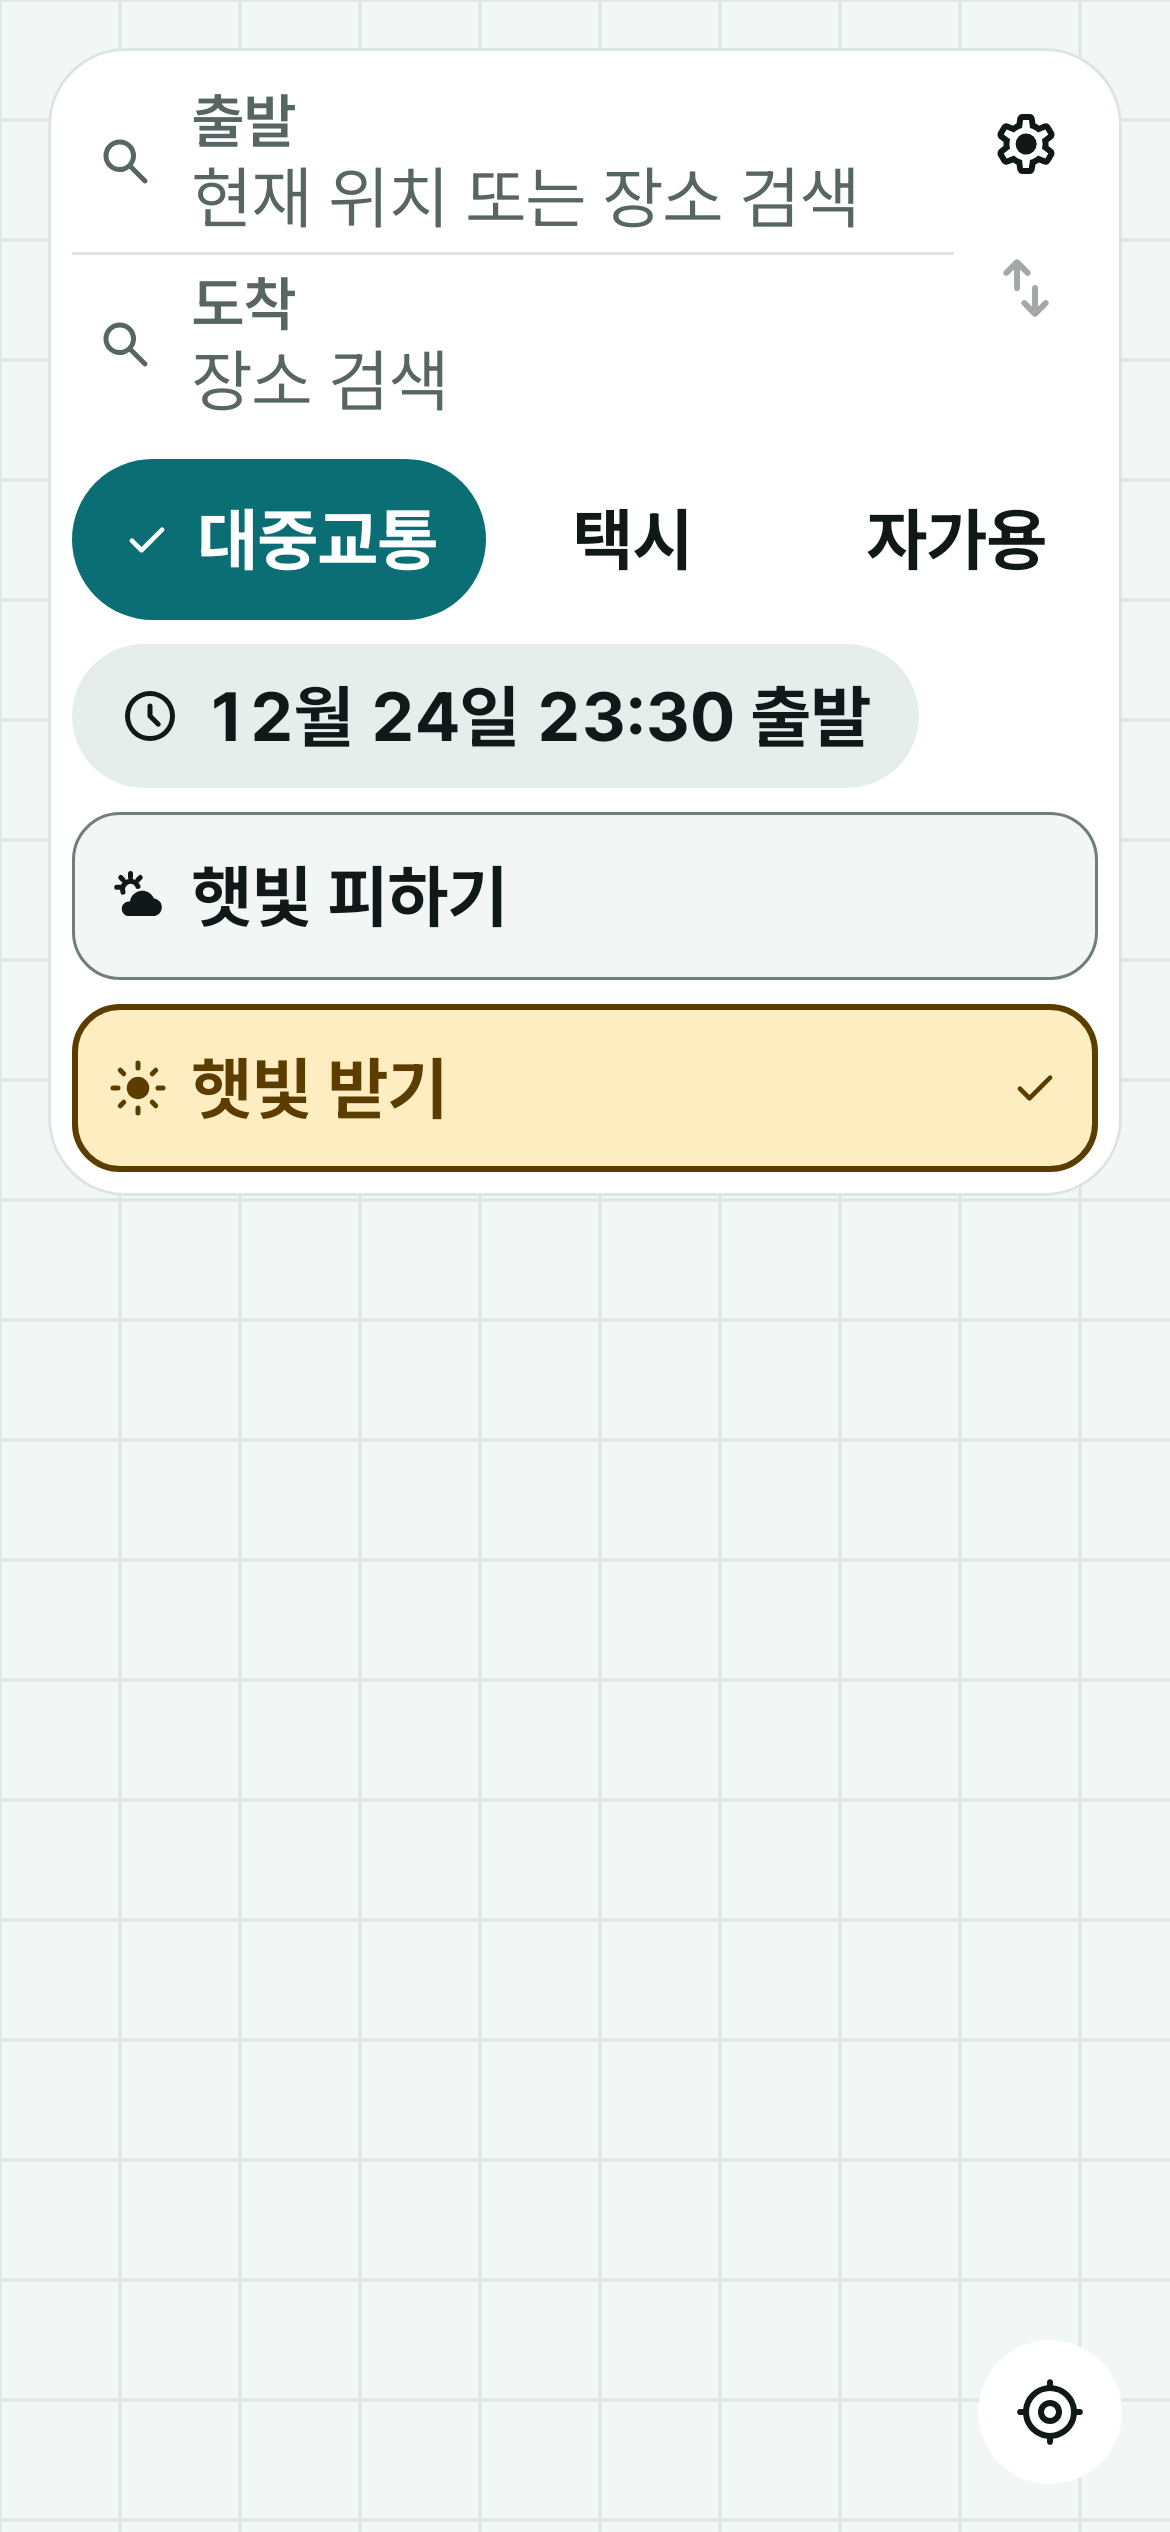 출발
현재 위치 또는 장소 검색
도착
장소 검색
대중교통 택시 자가용
12월 24일 23:30 출발
햇빛 피하기
햇빛 받기